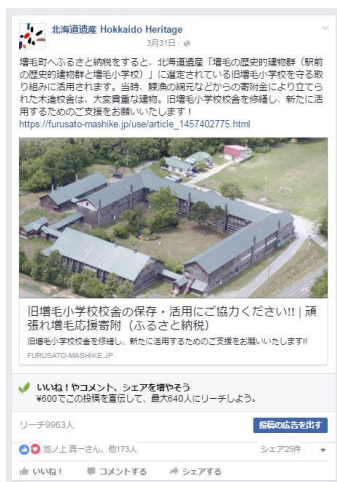 北海道遺産 Hokkaido Heritage
3月31日
増毛町へふるさと納税をすると、北海道遺産「増毛の歴史的建物群（駅前
の歴史的建物群と増毛小学校）」に選定されている旧増毛小学校を守る取
り組みに活用されます。当時、鰊漁の網元などからの寄附金により立てら
れた木造校舎は、大変貴重な建物。旧増毛小学校校舎を修繕し、新たに活
用するためのご支援をお願いいたします！
https://furusato-mashike.jp/use/article_1457402775.html
旧増毛小学校校舎の保存・活用にご協力ください!! | 頑
張れ増毛応援寄附（ふるさと納税）
旧増毛小学校校舎を修繕し、新たに活用するためのご支援をお願いいたします!!
FURUSATO-MASHIKE.JP
いいね！やコメント、シェアを増やそう
¥600でこの投稿を宣伝して、最大640人にリーチしよう。
リーチ9963人
投稿の広告を出す
池ノ上真一さん、他173人
シェア25件
いいね！ コメントする シェアする